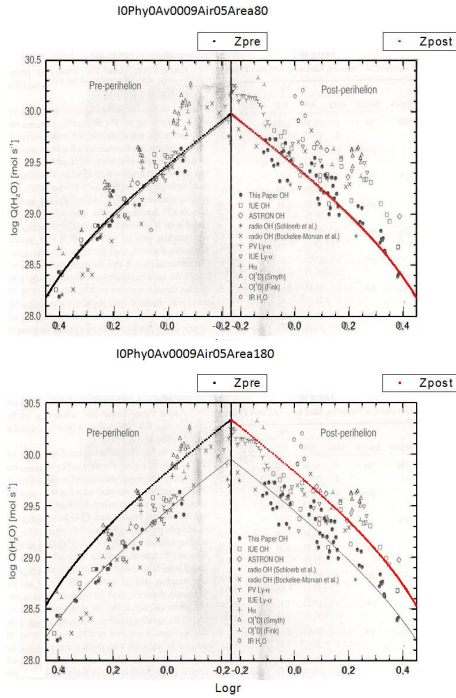 I0Phy0Av0009Air05Area80
Zpre
Zpost
30.5
30.0
29.5
29.0
28.5
28.0
log Q(H₂O) [mol s⁻¹]
Pre-perihelion
Post-perihelion
This Paper OH
IUE OH
ASTRON OH
radio OH (Schloerb et al.)
radio OH (Bockelee-Morvan et al.)
PV Ly-α
IUE Ly-α
Hα
O[¹D] (Smyth)
O[¹D] (Fink)
IR H₂O
0,4 0,2 0,0 -0,2 -0,2 0,0 0,2 0,4
I0Phy0Av0009Air05Area180
Zpre
Zpost
30.5
30.0
29.5
29.0
28.5
28.0
log Q(H₂O) [mol s⁻¹]
Pre-perihelion
Post-perihelion
This Paper OH
IUE OH
ASTRON OH
radio OH (Schloerb et al.)
radio OH (Bockelee-Morvan et al.)
PV Ly-α
IUE Ly-α
Hα
O[¹D] (Smyth)
O[¹D] (Fink)
IR H₂O
0,4 0,2 0,0 -0,2 -0,2 0,0 0,2 0,4
Logr